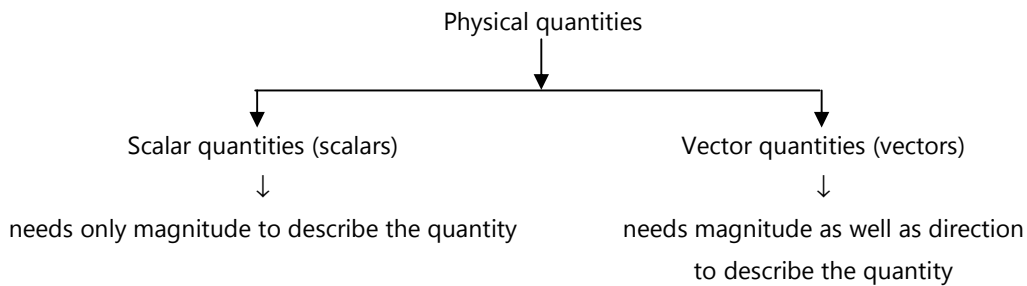 Physical quantities
Scalar quantities (scalars)
Vector quantities (vectors)
↓
↓
needs only magnitude to describe the quantity
needs magnitude as well as direction
to describe the quantity